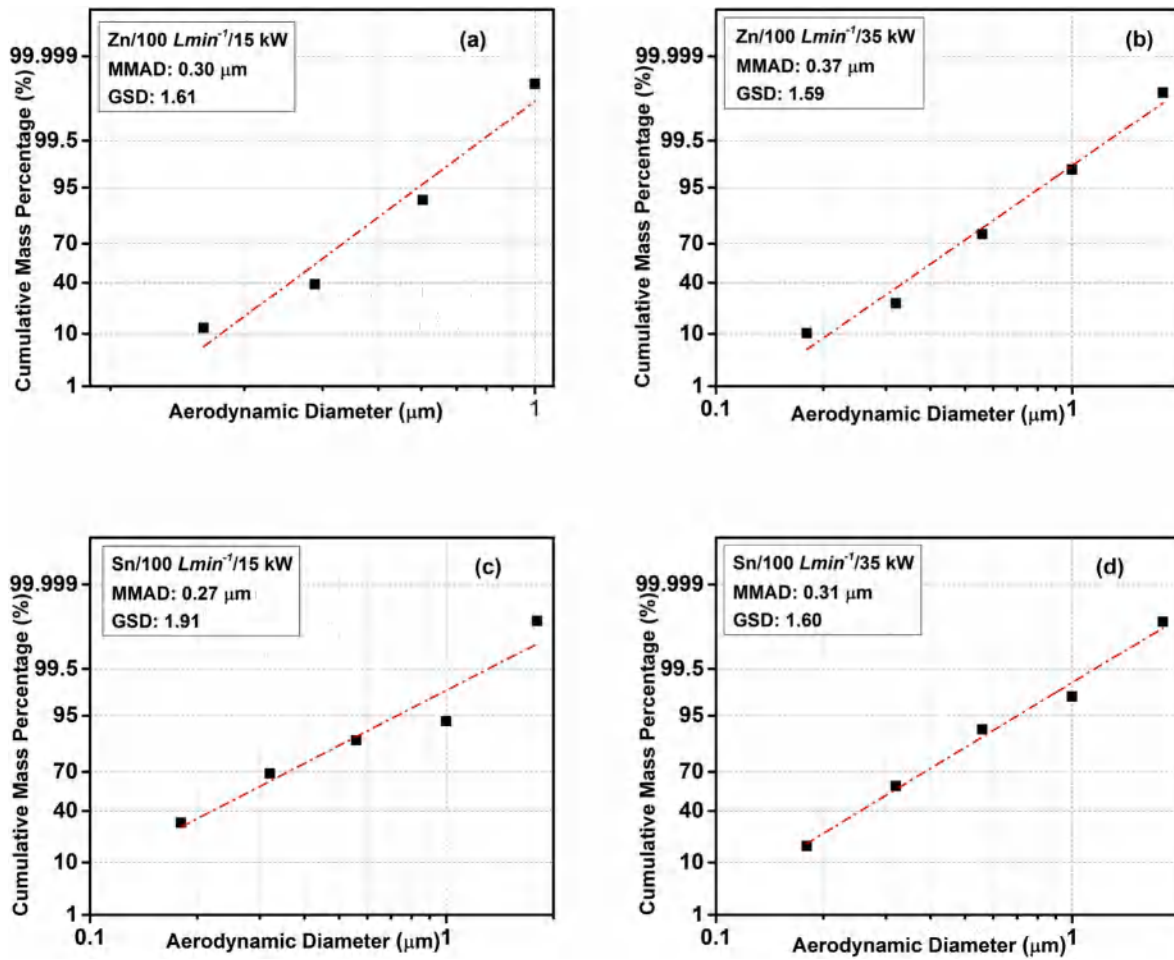 Zn/100 Lmin⁻¹/15 kW
MMAD: 0.30 μm
GSD: 1.61
(a)
99.999
99.5
95
70
40
10
1
Cumulative Mass Percentage (%)
1
Aerodynamic Diameter (μm)
Zn/100 Lmin⁻¹/35 kW
MMAD: 0.37 μm
GSD: 1.59
(b)
99.999
99.5
95
70
40
10
1
Cumulative Mass Percentage (%)
0.1
1
Aerodynamic Diameter (μm)
Sn/100 Lmin⁻¹/15 kW
MMAD: 0.27 μm
GSD: 1.91
(c)
99.999
99.5
95
70
40
10
1
Cumulative Mass Percentage (%)
0.1
1
Aerodynamic Diameter (μm)
Sn/100 Lmin⁻¹/35 kW
MMAD: 0.31 μm
GSD: 1.60
(d)
99.999
99.5
95
70
40
10
1
Cumulative Mass Percentage (%)
0.1
1
Aerodynamic Diameter (μm)